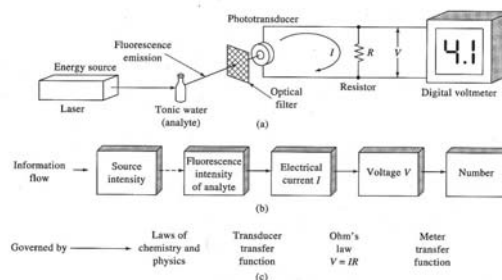 Phototransducer
Fluorescence
emission
Energy source
I
R
V
4.1
Laser
Tonic water
(analyte)
Optical
filter
Resistor
Digital voltmeter
(a)
Information
flow
Source
intensity
Fluorescence
intensity
of analyte
Electrical
current I
Voltage V
Number
(b)
Governed by
Laws of
chemistry and
physics
Transducer
transfer
function
Ohm's
law
V = IR
Meter
transfer
function
(c)